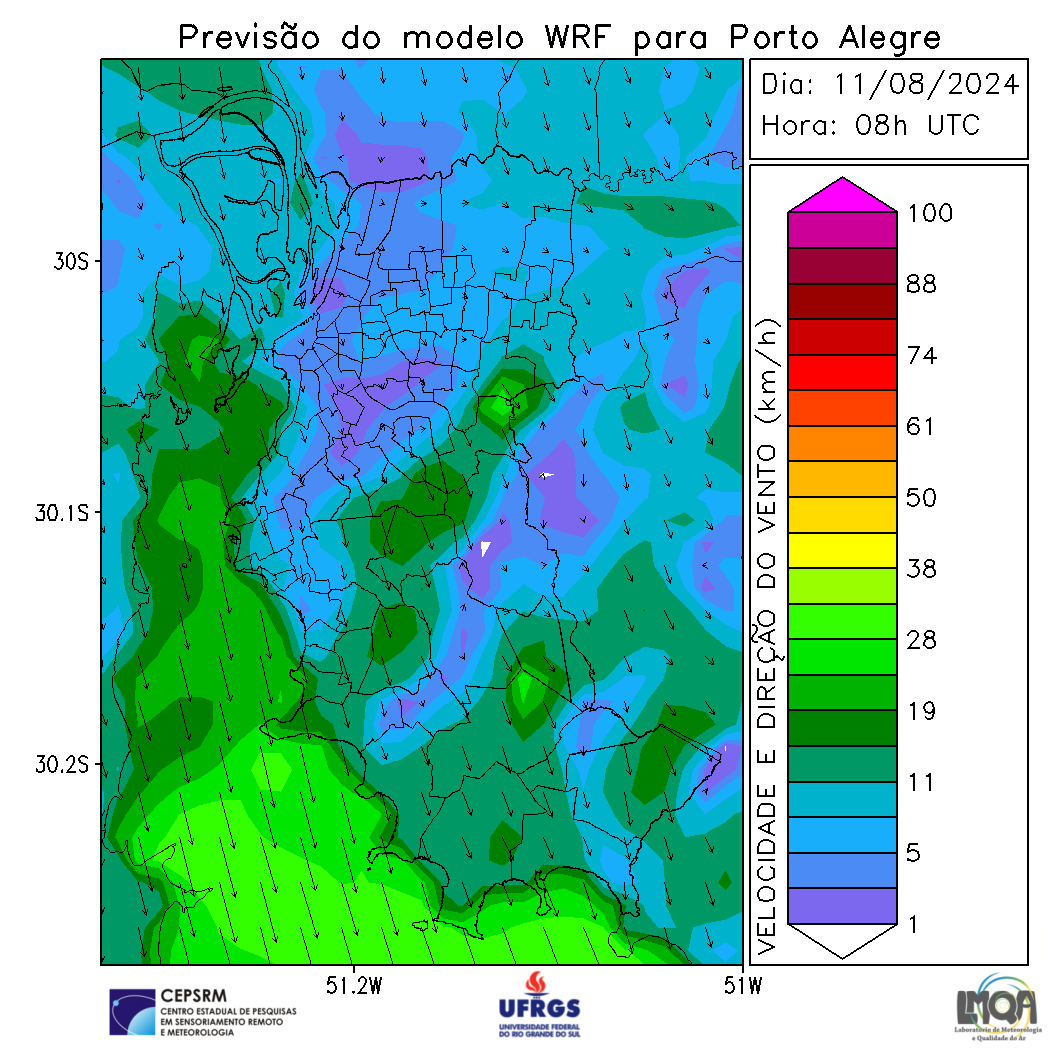 Previsão do modelo WRF para Porto Alegre
Dia: 11/08/2024
Hora: 08h UTC
30S
30.1S
30.2S
51.2W
51W
VELOCIDADE E DIREÇÃO DO VENTO (km/h)
100
88
74
61
50
38
28
19
11
5
1
CEPSRM
CENTRO ESTADUAL DE PESQUISAS
EM SENSORIAMENTO REMOTO
E METEOROLOGIA
UFRGS
UNIVERSIDADE FEDERAL
DO RIO GRANDE DO SUL
LMQA
Laboratório de Meteorologia
e Qualidade do Ar